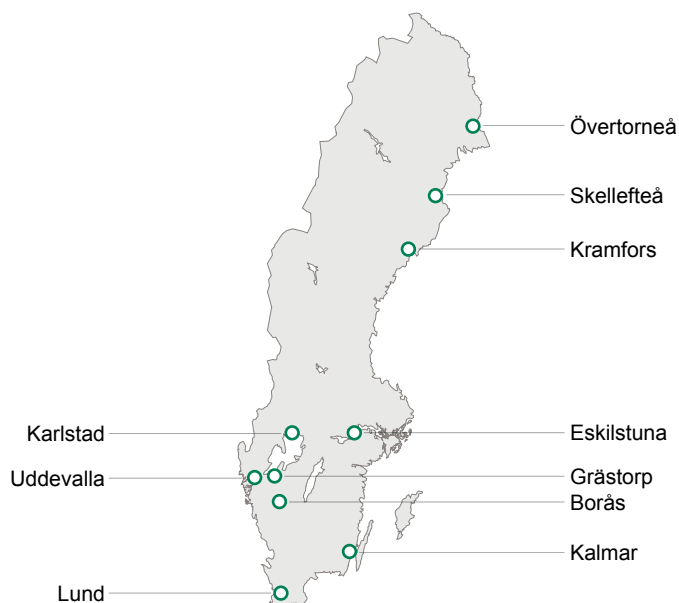 Övertorneå
Skellefteå
Kramfors
Karlstad
Eskilstuna
Uddevalla
Grästorp
Borås
Kalmar
Lund